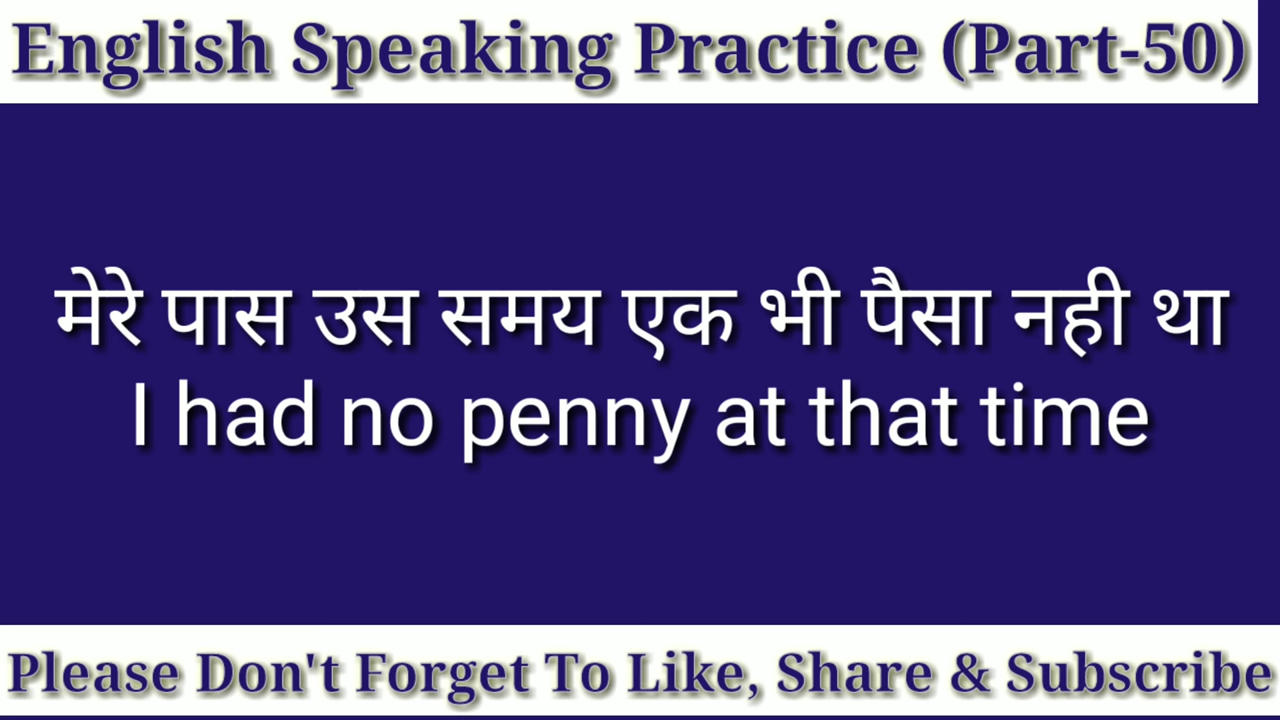 English Speaking Practice (Part-50)
मेरे पास उस समय एक भी पैसा नही था
I had no penny at that time
Please Don't Forget To Like, Share & Subscribe